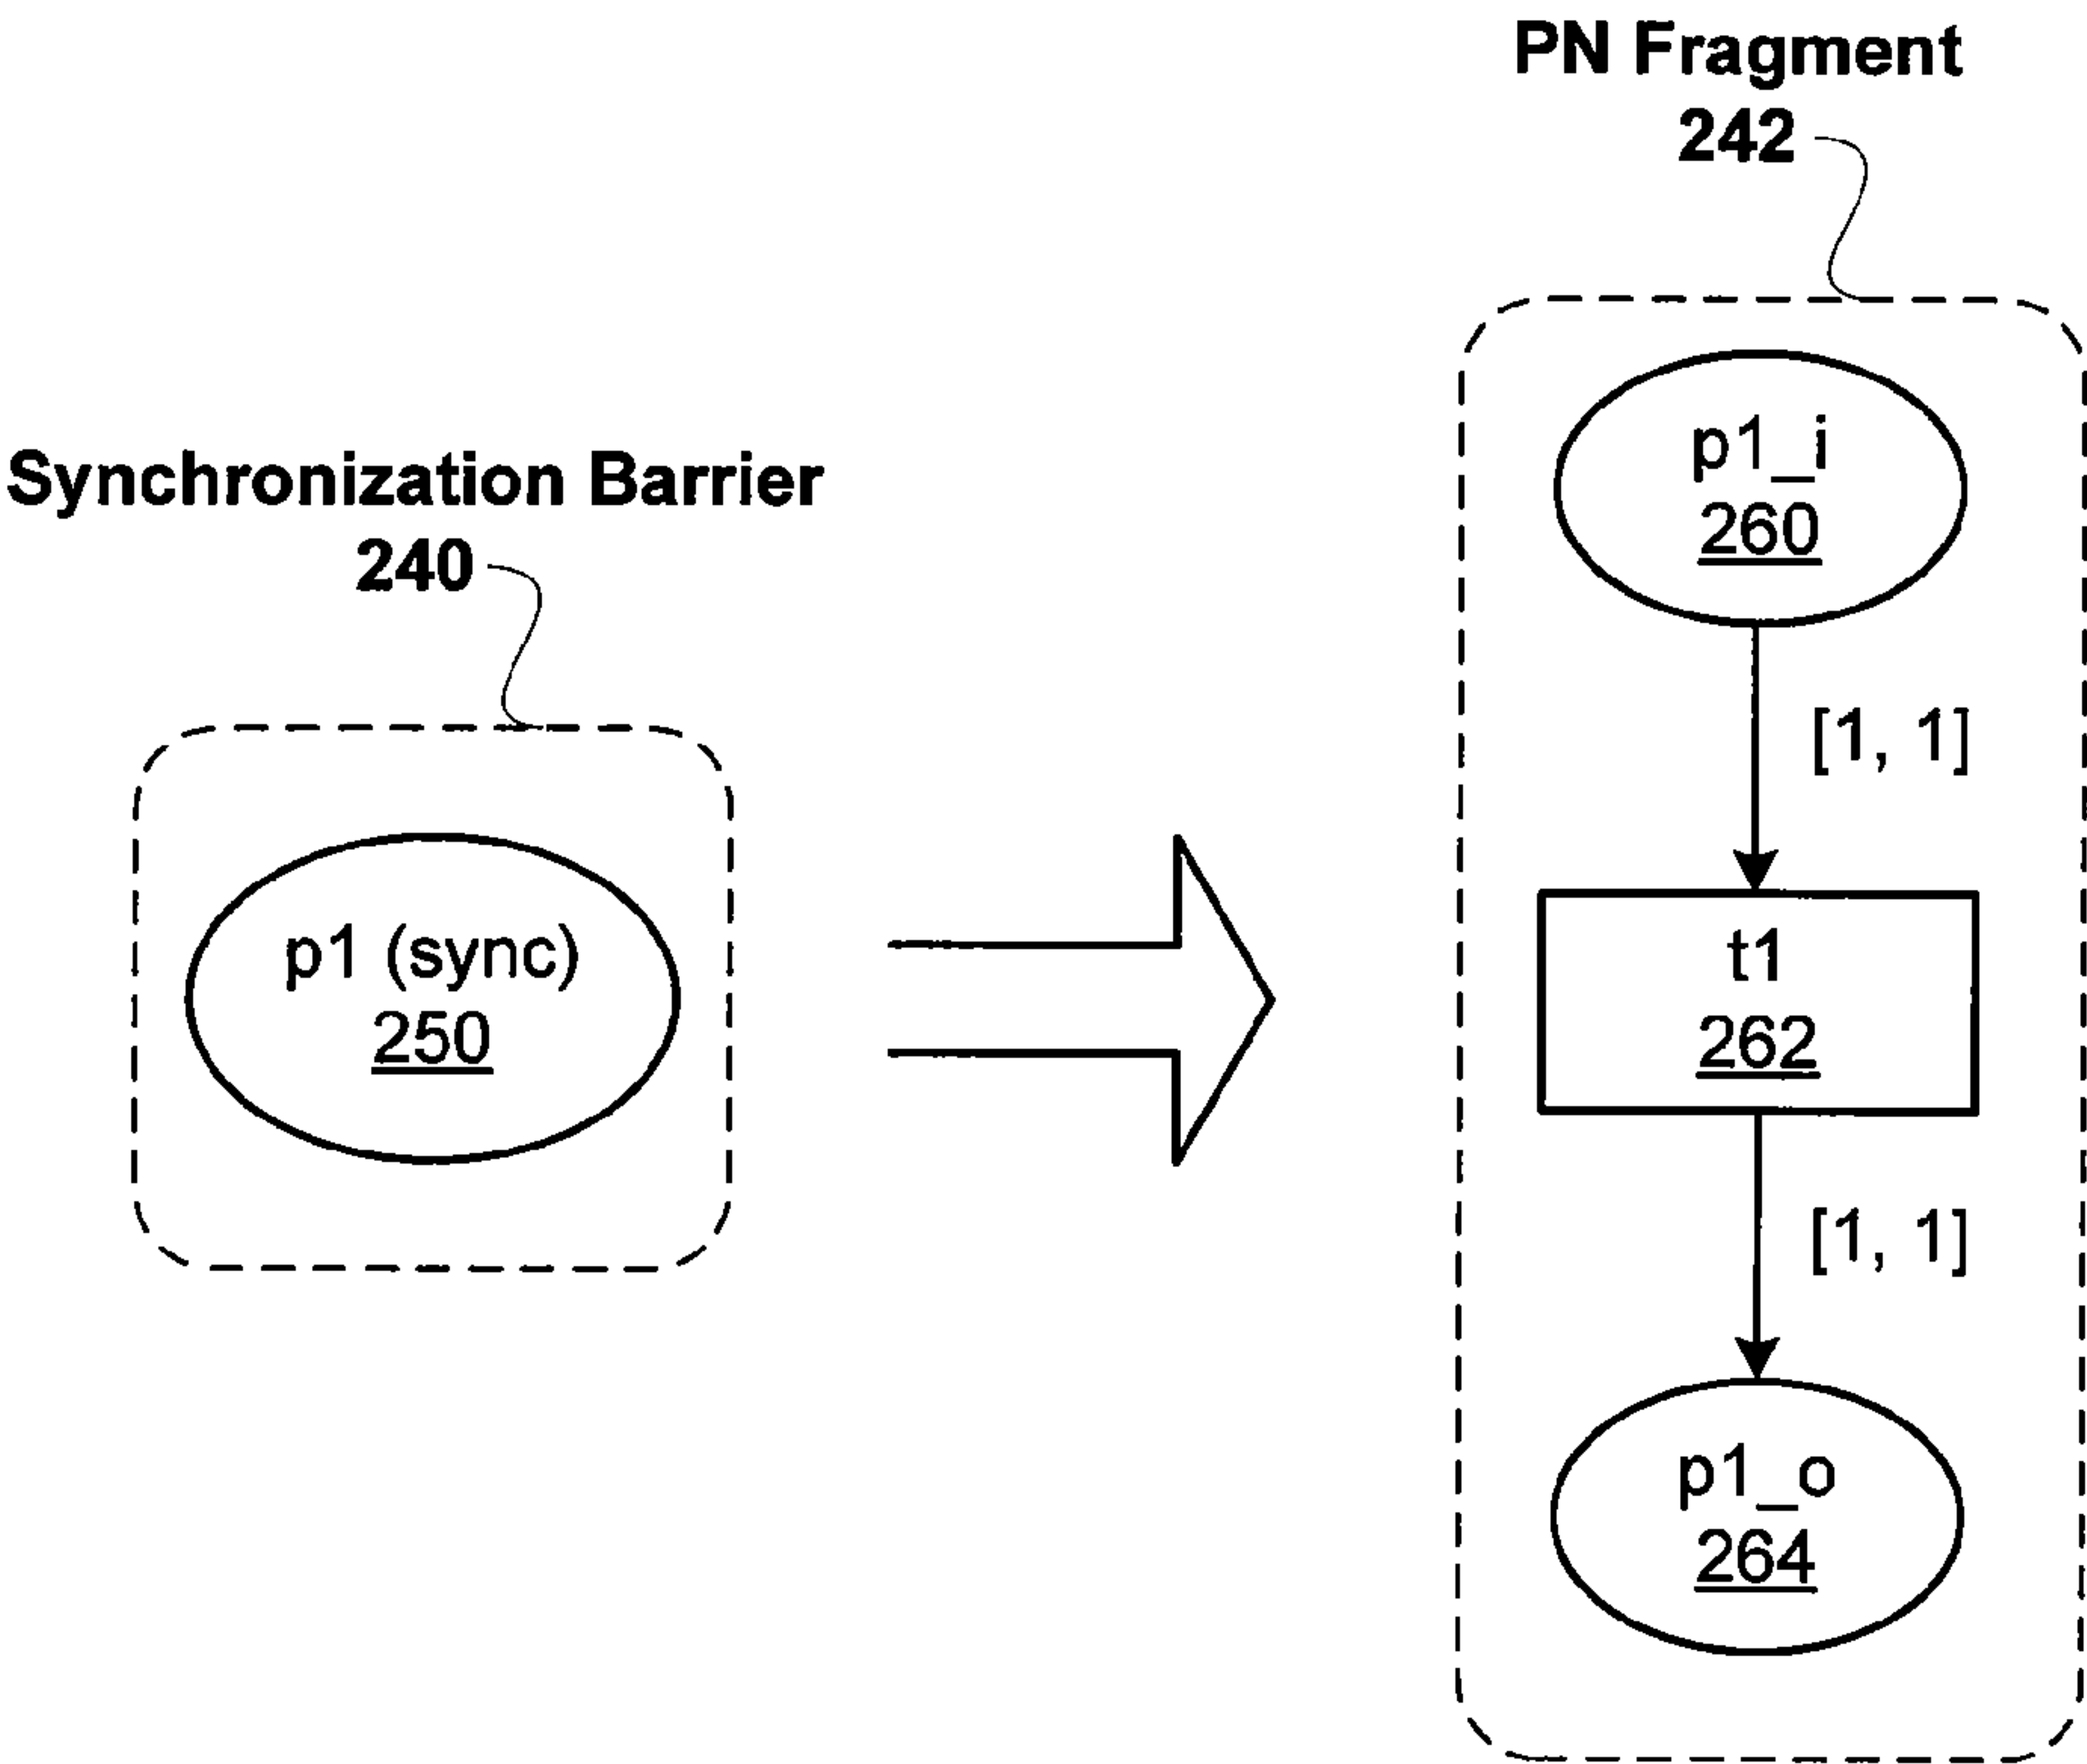 PN Fragment
242
Synchronization Barrier
240
p1 (sync)
250
p1_i
260
[1, 1]
t1
262
[1, 1]
p1_o
264